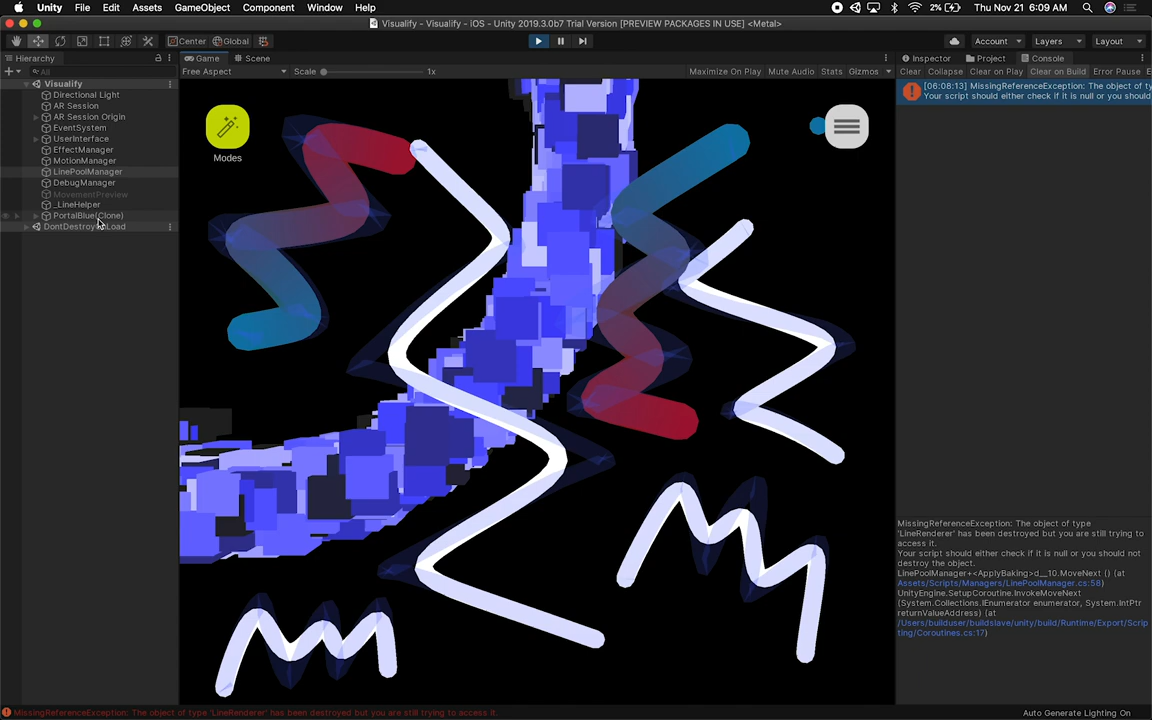 Unity File Edit Assets GameObject Component Window Help 2% Thu Nov 21 6:09 AM
Visualify - Visualify - iOS - Unity 2019.3.0b7 Trial Version [PREVIEW PACKAGES IN USE] <Metal>
Center Global Account Layers Layout
Hierarchy Game Scene Inspector Project Console
All Free Aspect Scale 1x Maximize On Play Mute Audio Stats Gizmos Clear Collapse Clear on Play Clear on Build Error Pause
Visualify
Directional Light
AR Session
AR Session Origin
EventSystem
UserInterface
EffectManager
MotionManager
LinePoolManager
DebugManager
MovementPreview
_LineHelper
PortalBlue(Clone)
Modes
[06:08:13] MissingReferenceException: The object of ty
Your script should either check if it is null or you should
MissingReferenceException: The object of type
'LineRenderer' has been destroyed but you are still trying to
access it.
Your script should either check if it is null or you should not
destroy the object.
LinePoolManager+<ApplyBaking>d__10.MoveNext () (at
Assets/Scripts/Managers/LinePoolManager.cs:58)
UnityEngine.SetupCoroutine.InvokeMoveNext
(System.Collections.IEnumerator enumerator, System.IntPtr
returnValueAddress) (at
/Users/builduser/buildslave/unity/build/Runtime/Export/Scrip
ting/Coroutines.cs:17)
MissingReferenceException: The object of type 'LineRenderer' has been destroyed but you are still trying to access it.
Auto Generate Lighting On